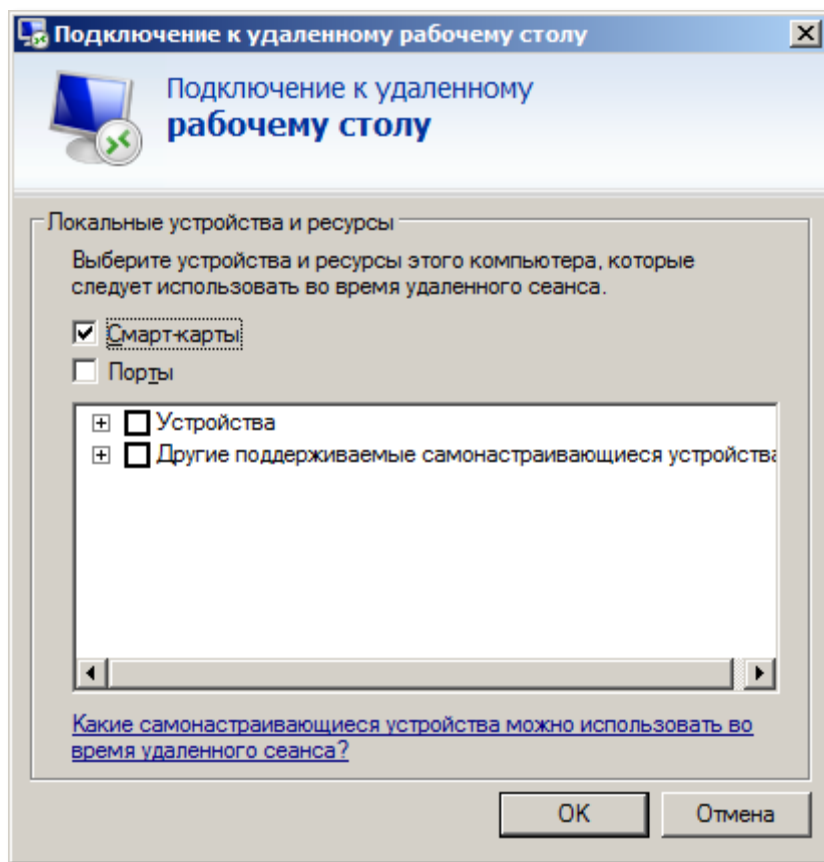 Подключение к удаленному рабочему столу
Подключение к удаленному
рабочему столу
Локальные устройства и ресурсы
Выберите устройства и ресурсы этого компьютера, которые
следует использовать во время удаленного сеанса.
Смарт-карты
Порты
Устройства
Другие поддерживаемые самонастраивающиеся устройства
Какие самонастраивающиеся устройства можно использовать во
время удаленного сеанса?
OK
Отмена